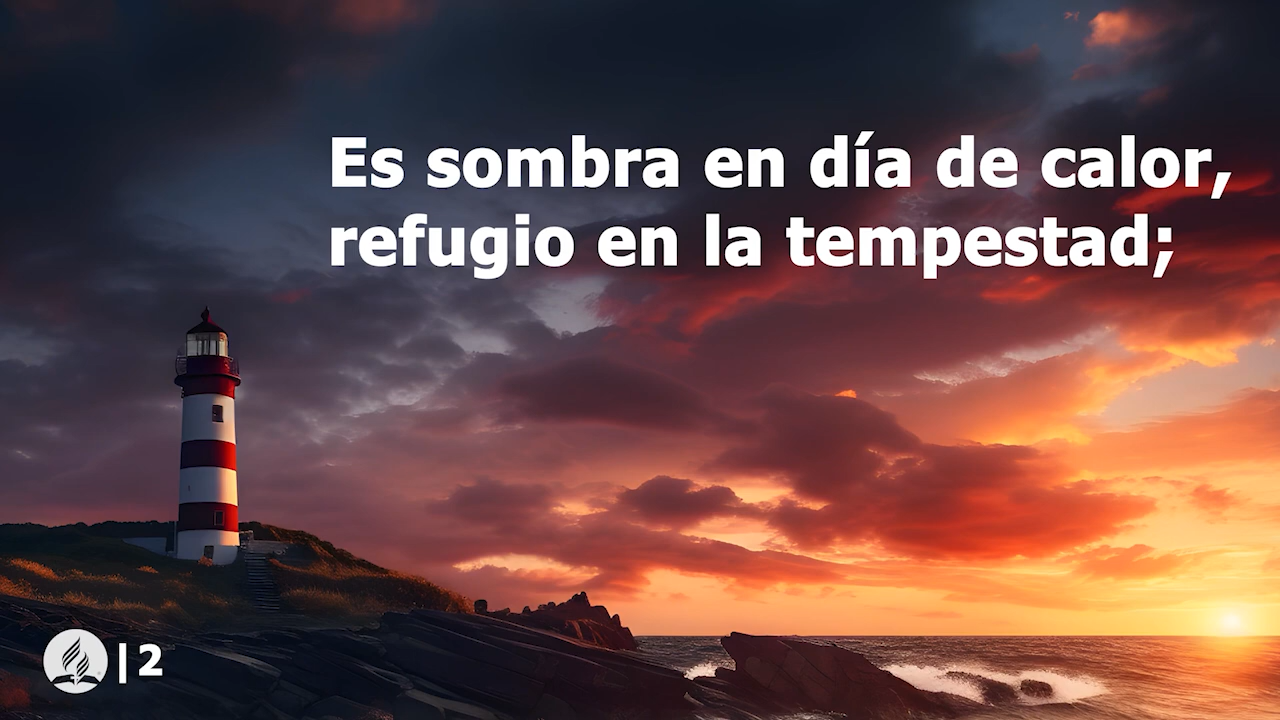 Es sombra en día de calor,
refugio en la tempestad;
| 2